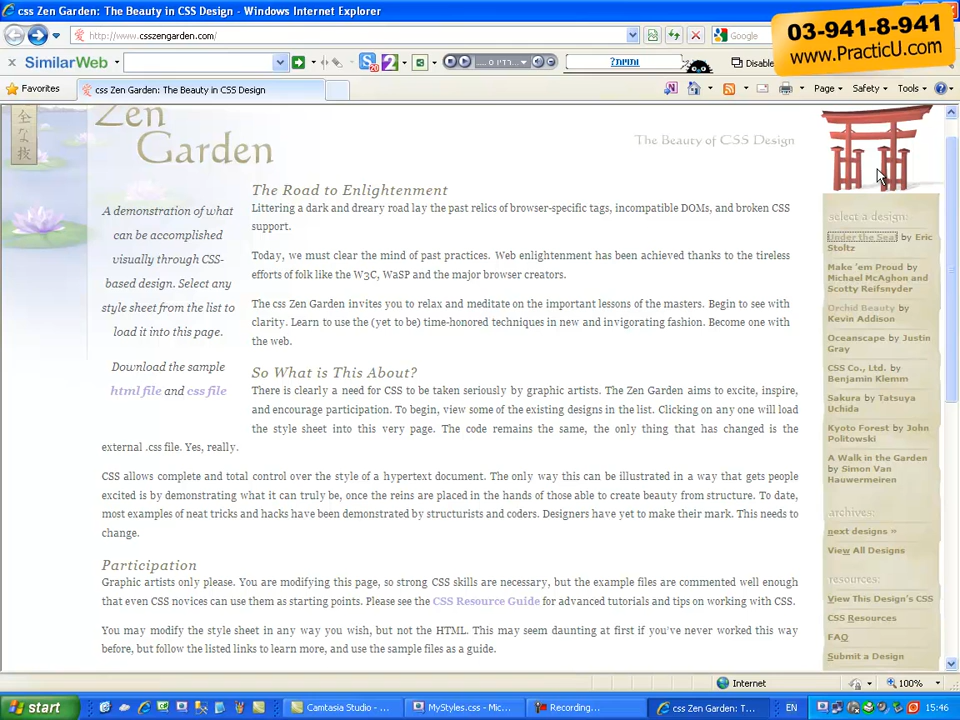 css Zen Garden: The Beauty in CSS Design - Windows Internet Explorer
03-941-8-941
www.PracticU.com
http://www.csszengarden.com/
Google
SimilarWeb
תוויות?
Disable
Favorites
css Zen Garden: The Beauty in CSS Design
Page
Safety
Tools
全な技
Zen
Garden
The Beauty of CSS Design
A demonstration of what
can be accomplished
visually through CSS-
based design. Select any
style sheet from the list to
load it into this page.
Download the sample
html file and css file
The Road to Enlightenment
Littering a dark and dreary road lay the past relics of browser-specific tags, incompatible DOMs, and broken CSS
support.
Today, we must clear the mind of past practices. Web enlightenment has been achieved thanks to the tireless
efforts of folk like the W3C, WaSP and the major browser creators.
The css Zen Garden invites you to relax and meditate on the important lessons of the masters. Begin to see with
clarity. Learn to use the (yet to be) time-honored techniques in new and invigorating fashion. Become one with
the web.
So What is This About?
There is clearly a need for CSS to be taken seriously by graphic artists. The Zen Garden aims to excite, inspire,
and encourage participation. To begin, view some of the existing designs in the list. Clicking on any one will load
the style sheet into this very page. The code remains the same, the only thing that has changed is the
external .css file. Yes, really.
CSS allows complete and total control over the style of a hypertext document. The only way this can be illustrated in a way that gets people
excited is by demonstrating what it can truly be, once the reins are placed in the hands of those able to create beauty from structure. To date,
most examples of neat tricks and hacks have been demonstrated by structurists and coders. Designers have yet to make their mark. This needs to
change.
Participation
Graphic artists only please. You are modifying this page, so strong CSS skills are necessary, but the example files are commented well enough
that even CSS novices can use them as starting points. Please see the CSS Resource Guide for advanced tutorials and tips on working with CSS.
You may modify the style sheet in any way you wish, but not the HTML. This may seem daunting at first if you've never worked this way
before, but follow the listed links to learn more, and use the sample files as a guide.
select a design:
Under the Sea! by Eric
Stoltz
Make 'em Proud by
Michael McAghon and
Scotty Reifsnyder
Orchid Beauty by
Kevin Addison
Oceanscape by Justin
Gray
CSS Co., Ltd. by
Benjamin Klemm
Sakura by Tatsuya
Uchida
Kyoto Forest by John
Politowski
A Walk in the Garden
by Simon Van
Hauwermeiren
archives:
next designs »
View All Designs
resources:
View This Design's CSS
CSS Resources
FAQ
Submit a Design
Internet
100%
start
Camtasia Studio - ...
MyStyles.css - Mic...
Recording...
css Zen Garden: T...
EN
15:46